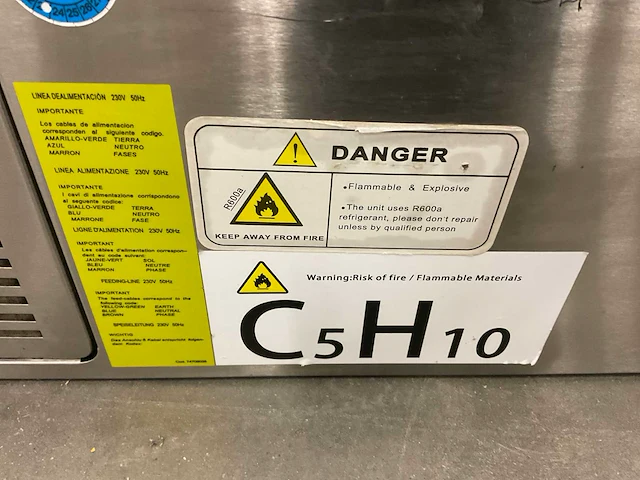 24 25 26
LINEA DEALIMENTACIÓN 230V 50Hz
IMPORTANTE
Los cables de alimentación
corresponden al siguiente codigo.
AMARILLO-VERDE TIERRA
AZUL NEUTRO
MARRON FASES
LINEA ALIMENTAZIONE 230V 50Hz
IMPORTANTE
I cavi di alimentazione corrispondono
al seguente codice:
GIALLO-VERDE TERRA
BLU NEUTRO
MARRONE FASE
LIGNE D'ALIMENTATION 230V 50Hz
IMPORTANT
Les câbles d'alimentation correspon-
dent au code suivant:
JAUNE-VERT SOL
BLEU NEUTRE
MARRON PHASE
FEEDING-LINE 230V 50Hz
IMPORTANT
The feed-cables correspond to the
following code:
YELLOW-GREEN EARTH
BLUE NEUTRAL
BROWN PHASE
SPEISELEITUNG 230V 50Hz
WICHTIG
DANGER
R600a
KEEP AWAY FROM FIRE
•Flammable & Explosive
•The unit uses R600a
refrigerant, please don't repair
unless by qualified person
Warning:Risk of fire / Flammable Materials
C5H10